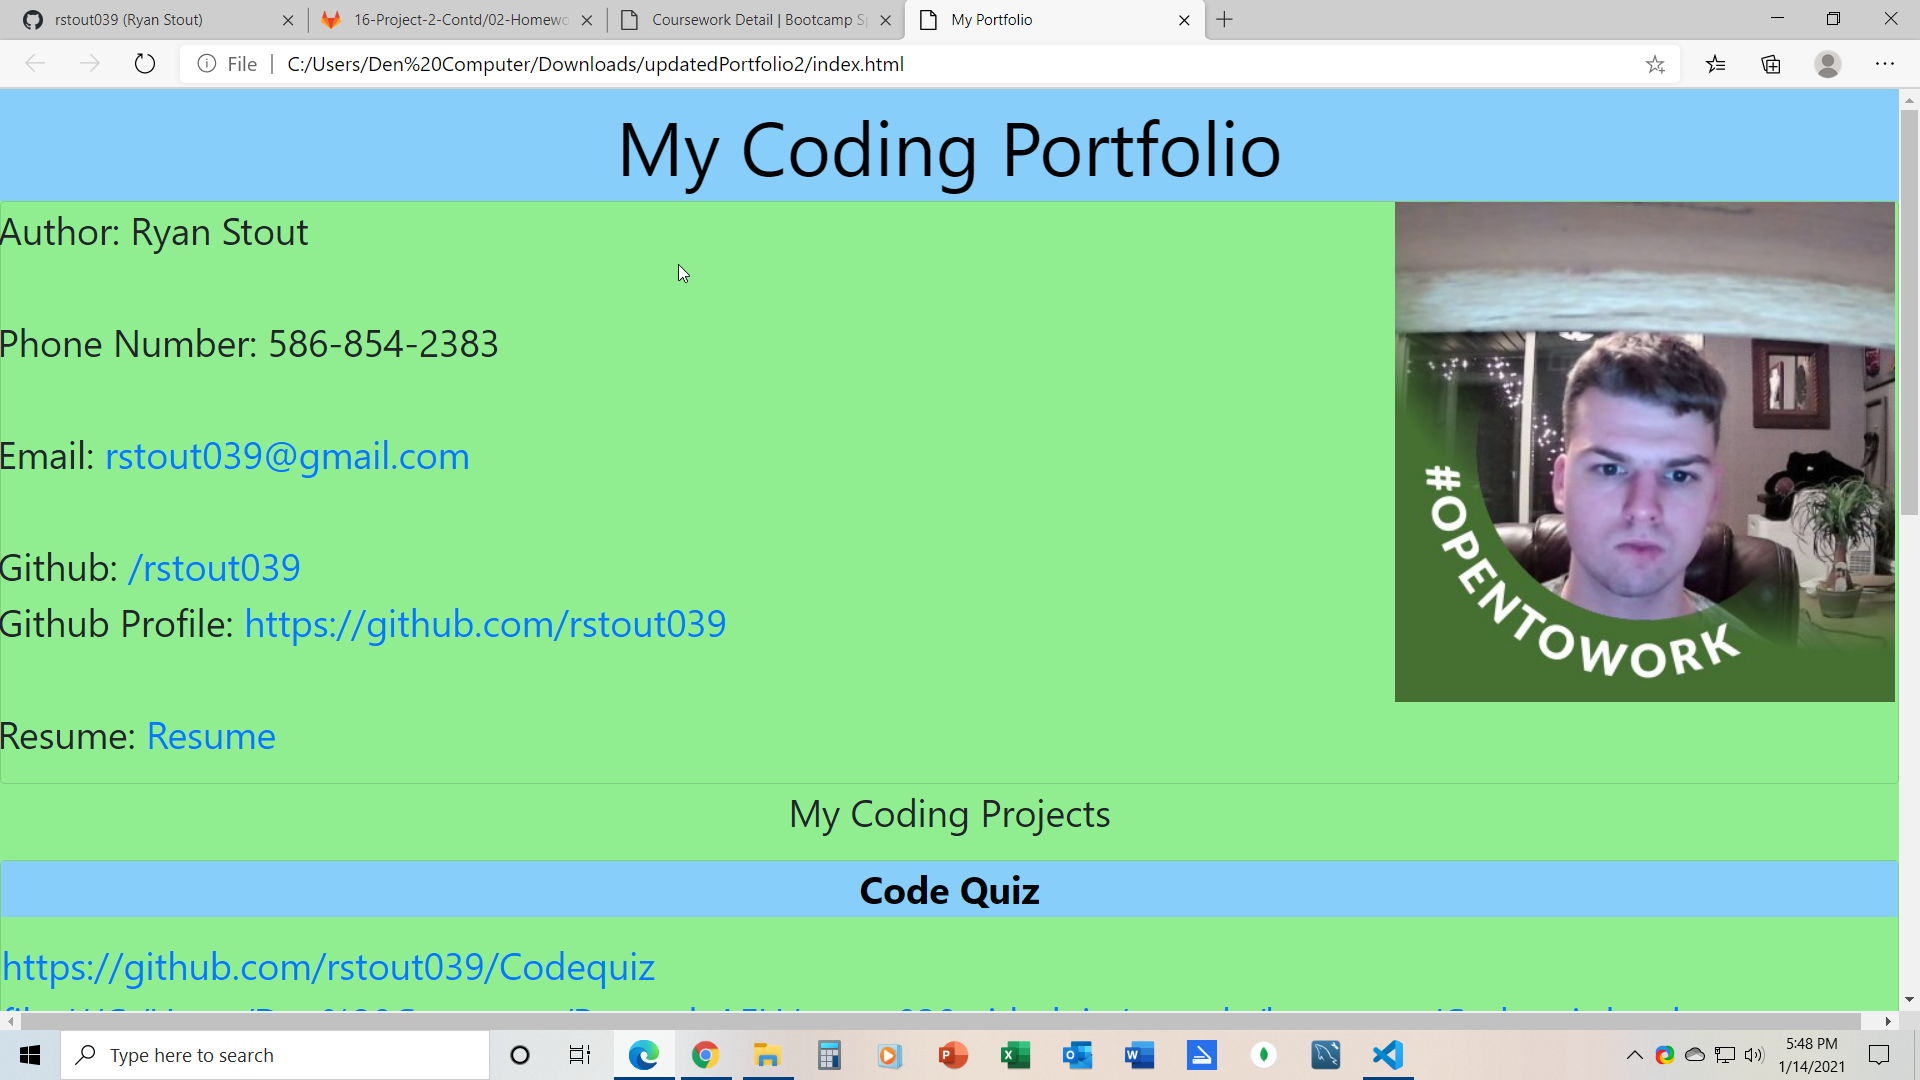 rstout039 (Ryan Stout)
16-Project-2-Contd/02-Homewo
Coursework Detail | Bootcamp Sp
My Portfolio
File
C:/Users/Den%20Computer/Downloads/updatedPortfolio2/index.html
My Coding Portfolio
Author: Ryan Stout
Phone Number: 586-854-2383
Email: rstout039@gmail.com
Github: /rstout039
Github Profile: https://github.com/rstout039
#OPENTOWORK
Resume: Resume
My Coding Projects
Code Quiz
https://github.com/rstout039/Codequiz
Type here to search
5:48 PM
1/14/2021